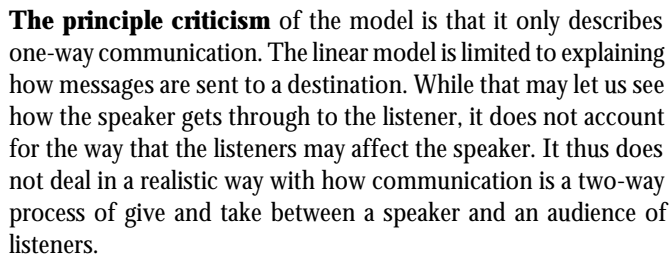 The principle criticism of the model is that it only describes
one-way communication. The linear model is limited to explaining
how messages are sent to a destination. While that may let us see
how the speaker gets through to the listener, it does not account
for the way that the listeners may affect the speaker. It thus does
not deal in a realistic way with how communication is a two-way
process of give and take between a speaker and an audience of
listeners.